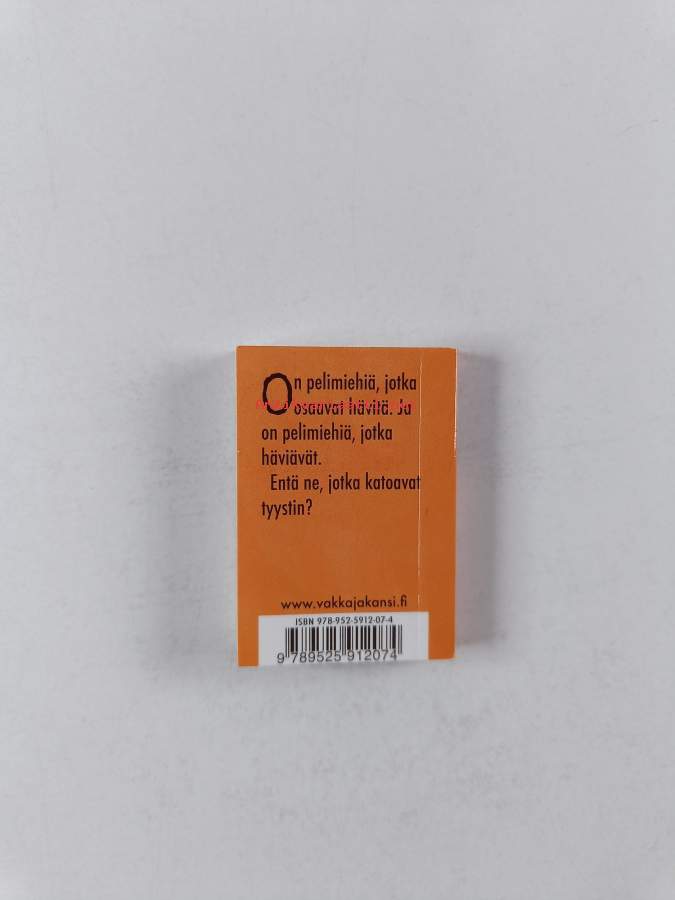 On pelimiehiä, jotka
osaavat hävitä. Ja
on pelimiehiä, jotka
häviävät.
Entä ne, jotka katoavat
tyystin?
www.vakkajakansi.fi
ISBN 978-952-5912-07-4
9 789525 912074